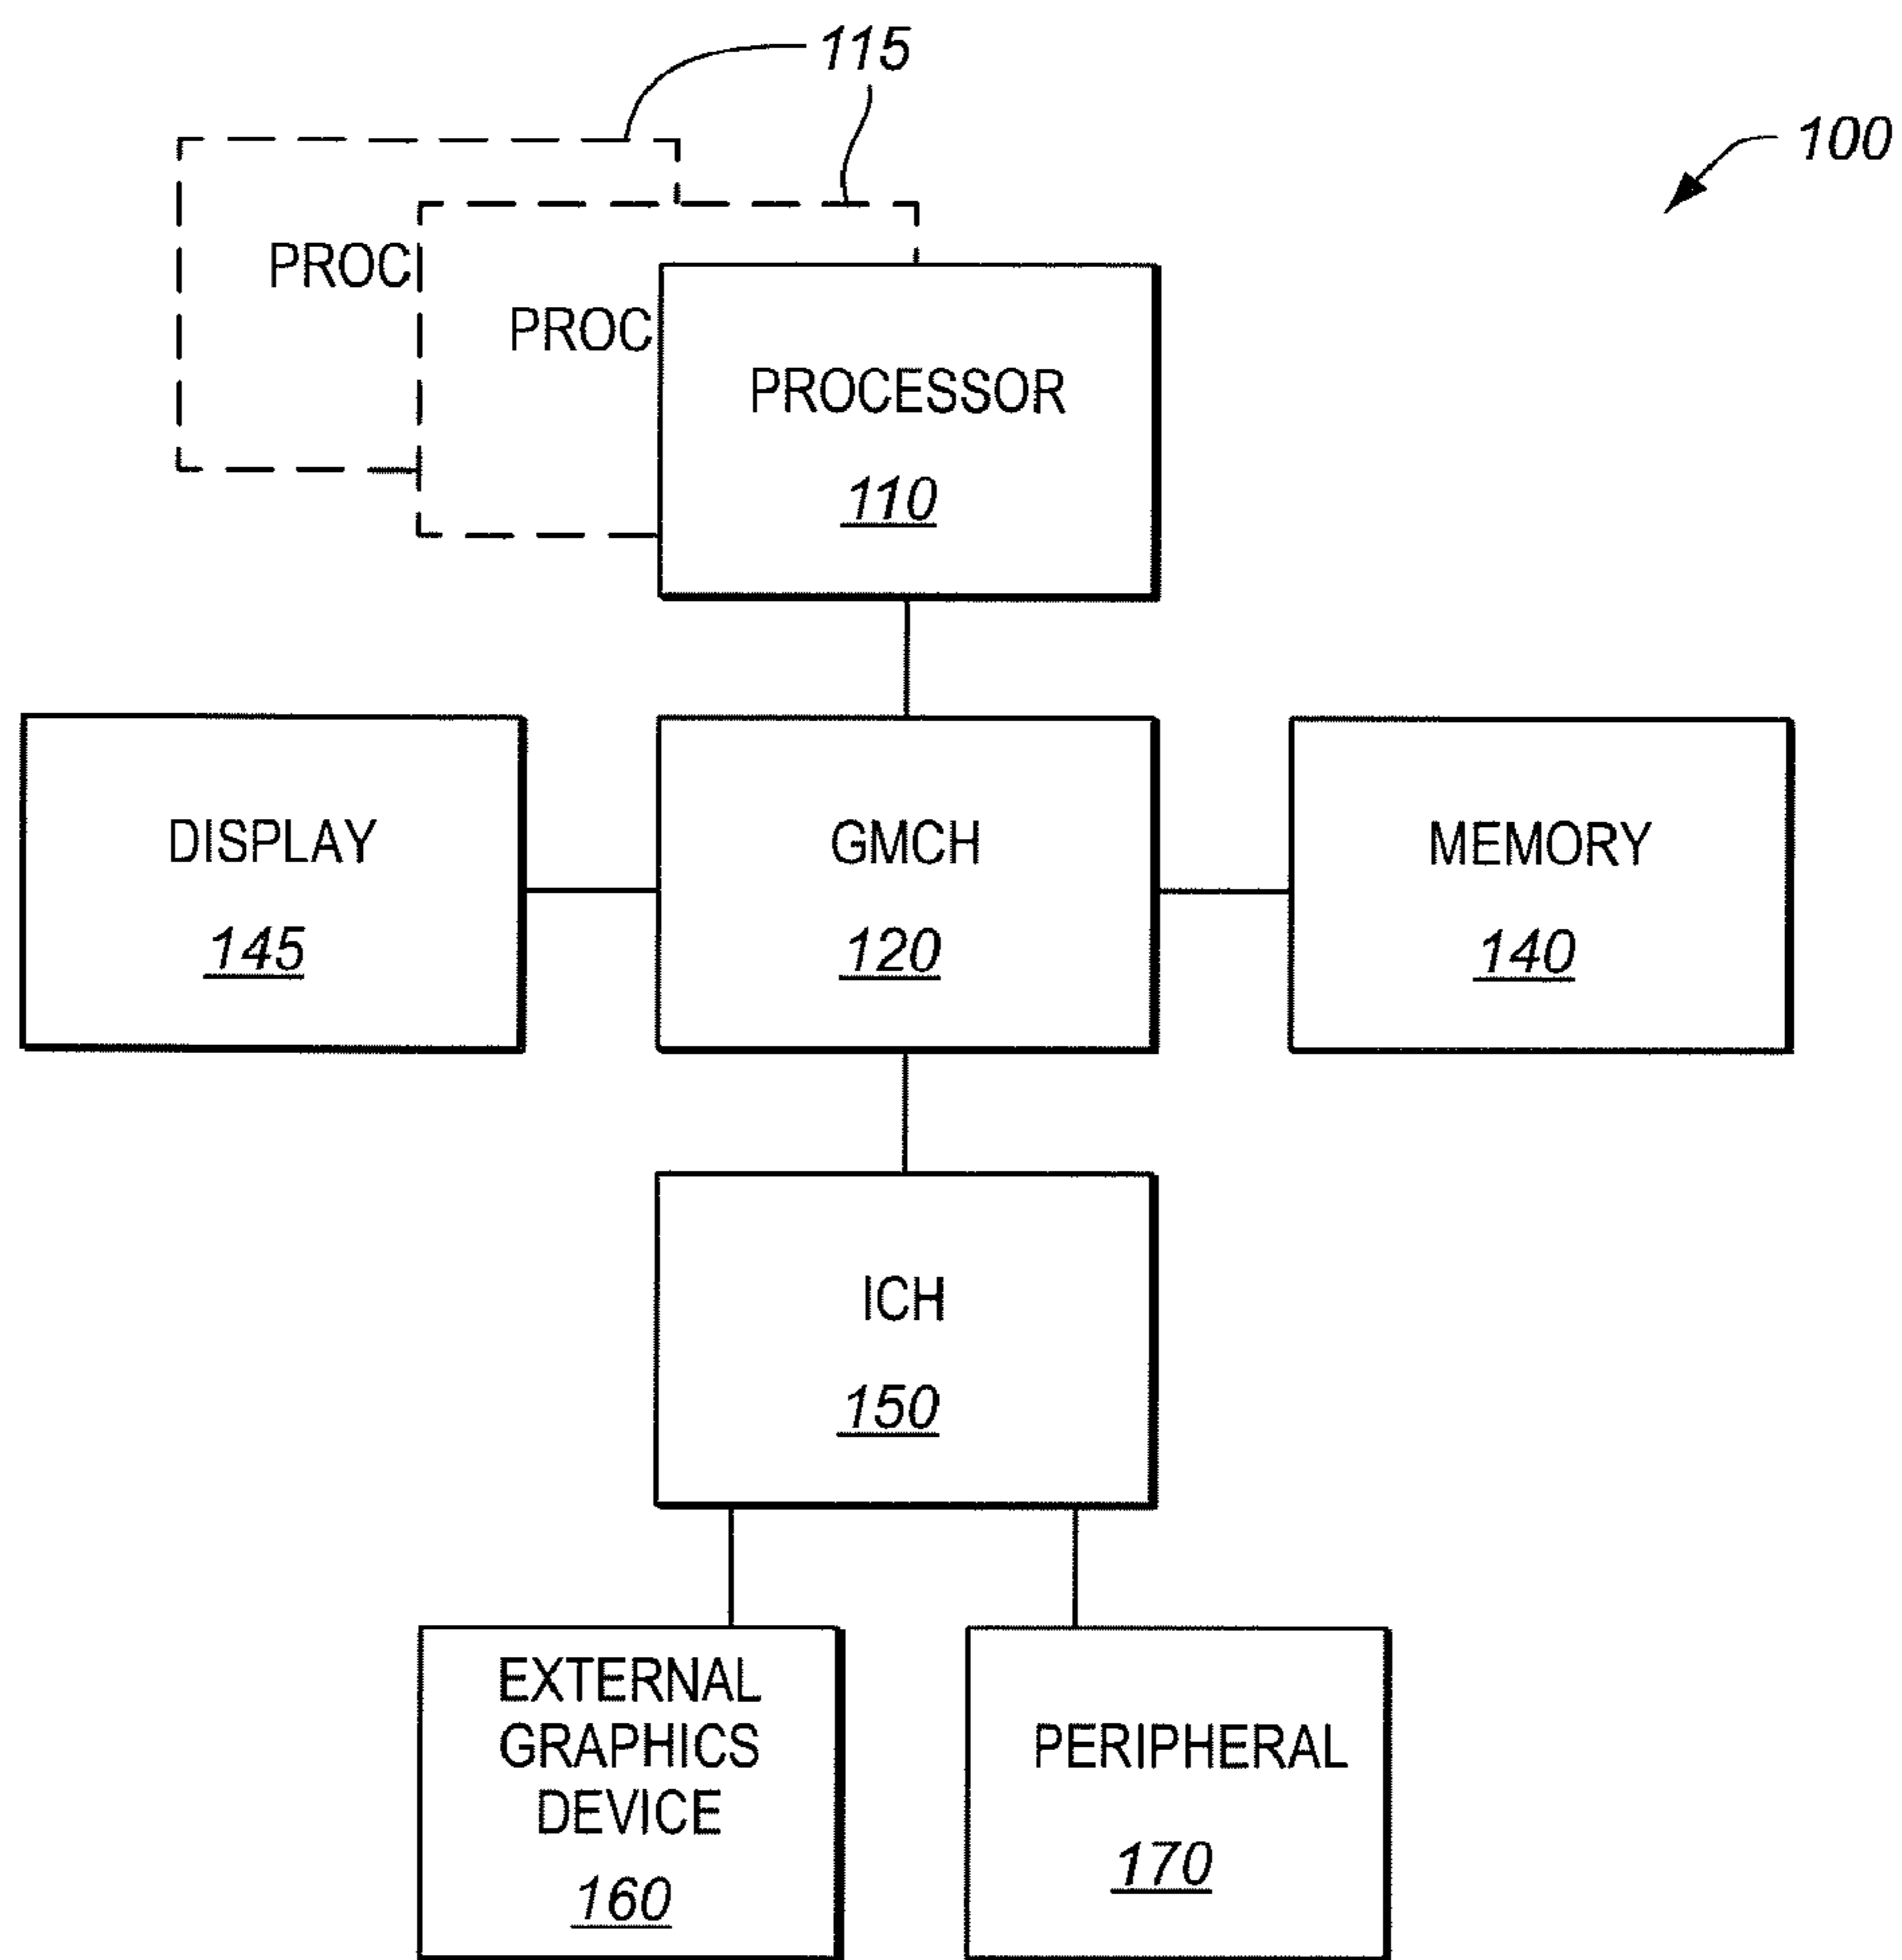 115
100
PROC
PROC
PROCESSOR
110
DISPLAY
145
GMCH
120
MEMORY
140
ICH
150
EXTERNAL
GRAPHICS
DEVICE
160
PERIPHERAL
170